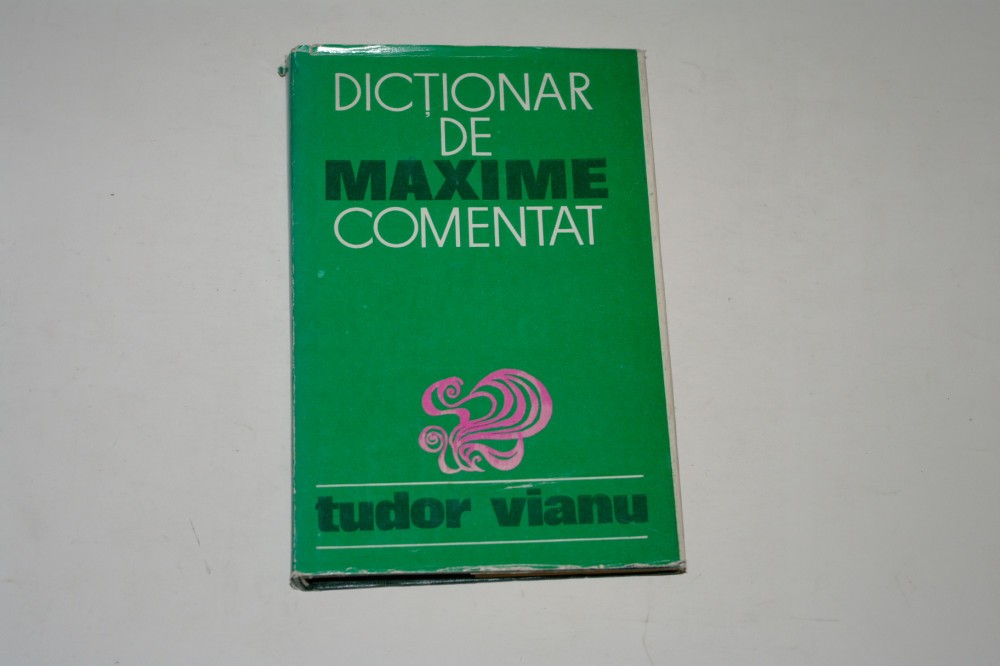 DICȚIONAR
DE
MAXIME
COMENTAT
tudor vianu